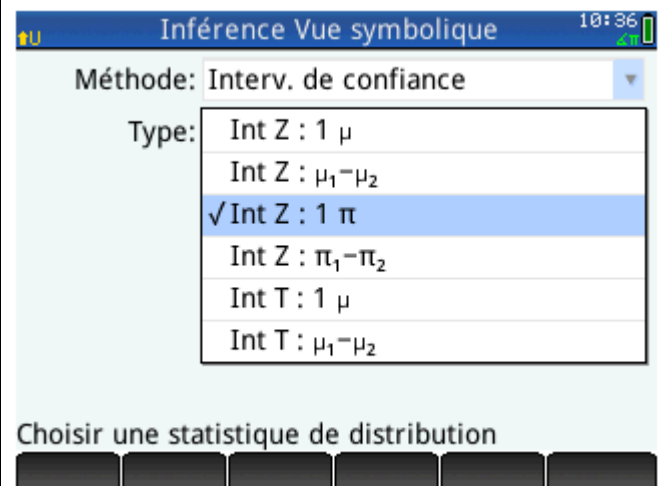 Inférence Vue symbolique 10:36
↑U ∡π
Méthode: Interv. de confiance
Type: Int Z : 1 μ
Int Z : μ₁-μ₂
√ Int Z : 1 π
Int Z : π₁-π₂
Int T : 1 μ
Int T : μ₁-μ₂
Choisir une statistique de distribution